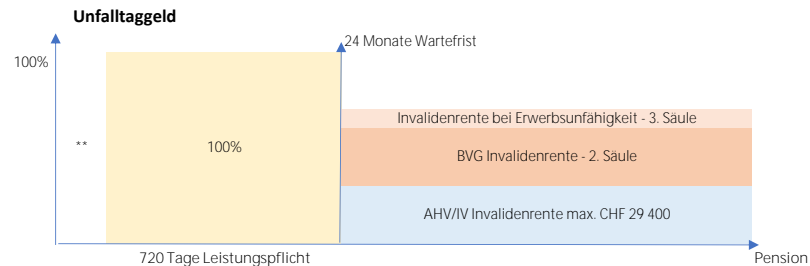 Unfalltaggeld
24 Monate Wartefrist
100%
Invalidenrente bei Erwerbsunfähigkeit - 3. Säule
**
100%
BVG Invalidenrente - 2. Säule
AHV/IV Invalidenrente max. CHF 29 400
720 Tage Leistungspflicht
Pension